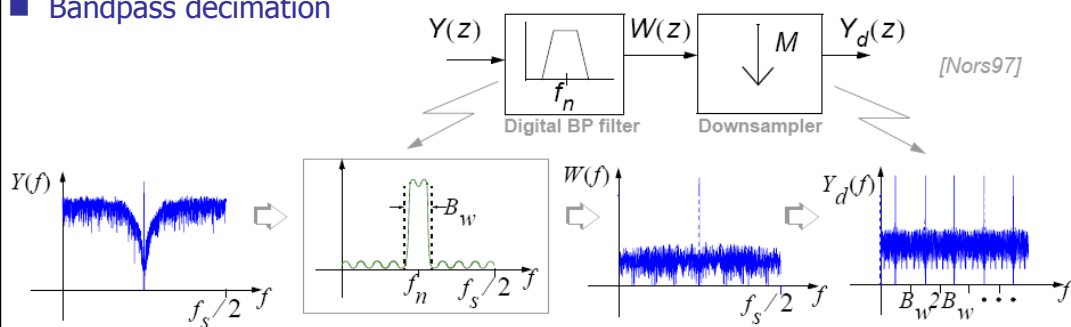 Bandpass decimation
Y(z)
W(z)
Y_d(z)
M
f_n
[Nors97]
Digital BP filter
Downsampler
Y(f)
B_w
f_n
f_s/2
f
f_s/2
f
W(f)
f_s/2
f
Y_d(f)
B_w
2B_w
• • •
f